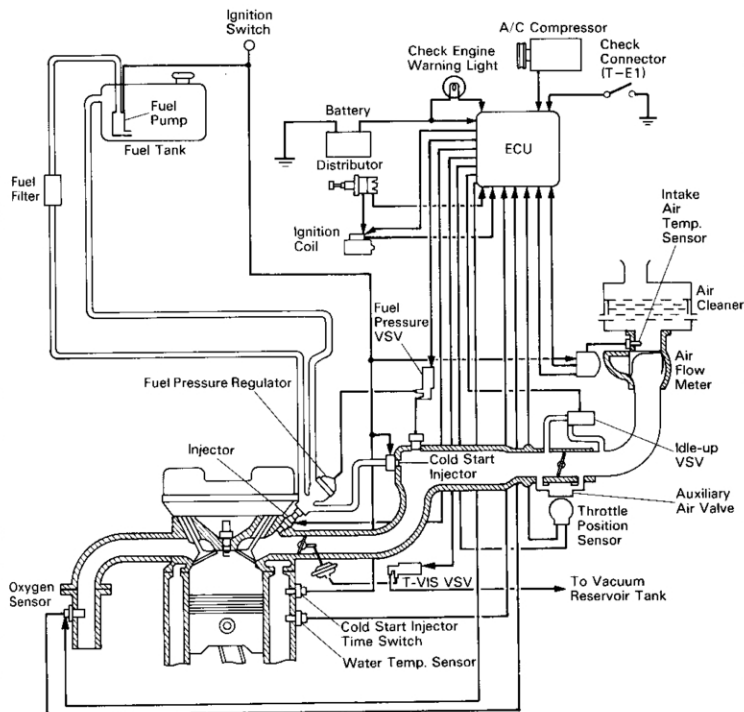 Ignition
Switch
A/C Compressor
Check Engine
Warning Light
Check
Connector
(T-E1)
Fuel
Pump
Battery
ECU
Fuel Tank
Distributor
Fuel
Filter
Intake
Air
Temp.
Sensor
Ignition
Coil
Air
Cleaner
Fuel
Pressure
VSV
Air
Flow
Meter
Fuel Pressure Regulator
Injector
Idle-up
VSV
Cold Start
Injector
Auxiliary
Air Valve
Throttle
Position
Sensor
Oxygen
Sensor
T-VIS VSV
To Vacuum
Reservoir Tank
Cold Start Injector
Time Switch
Water Temp. Sensor